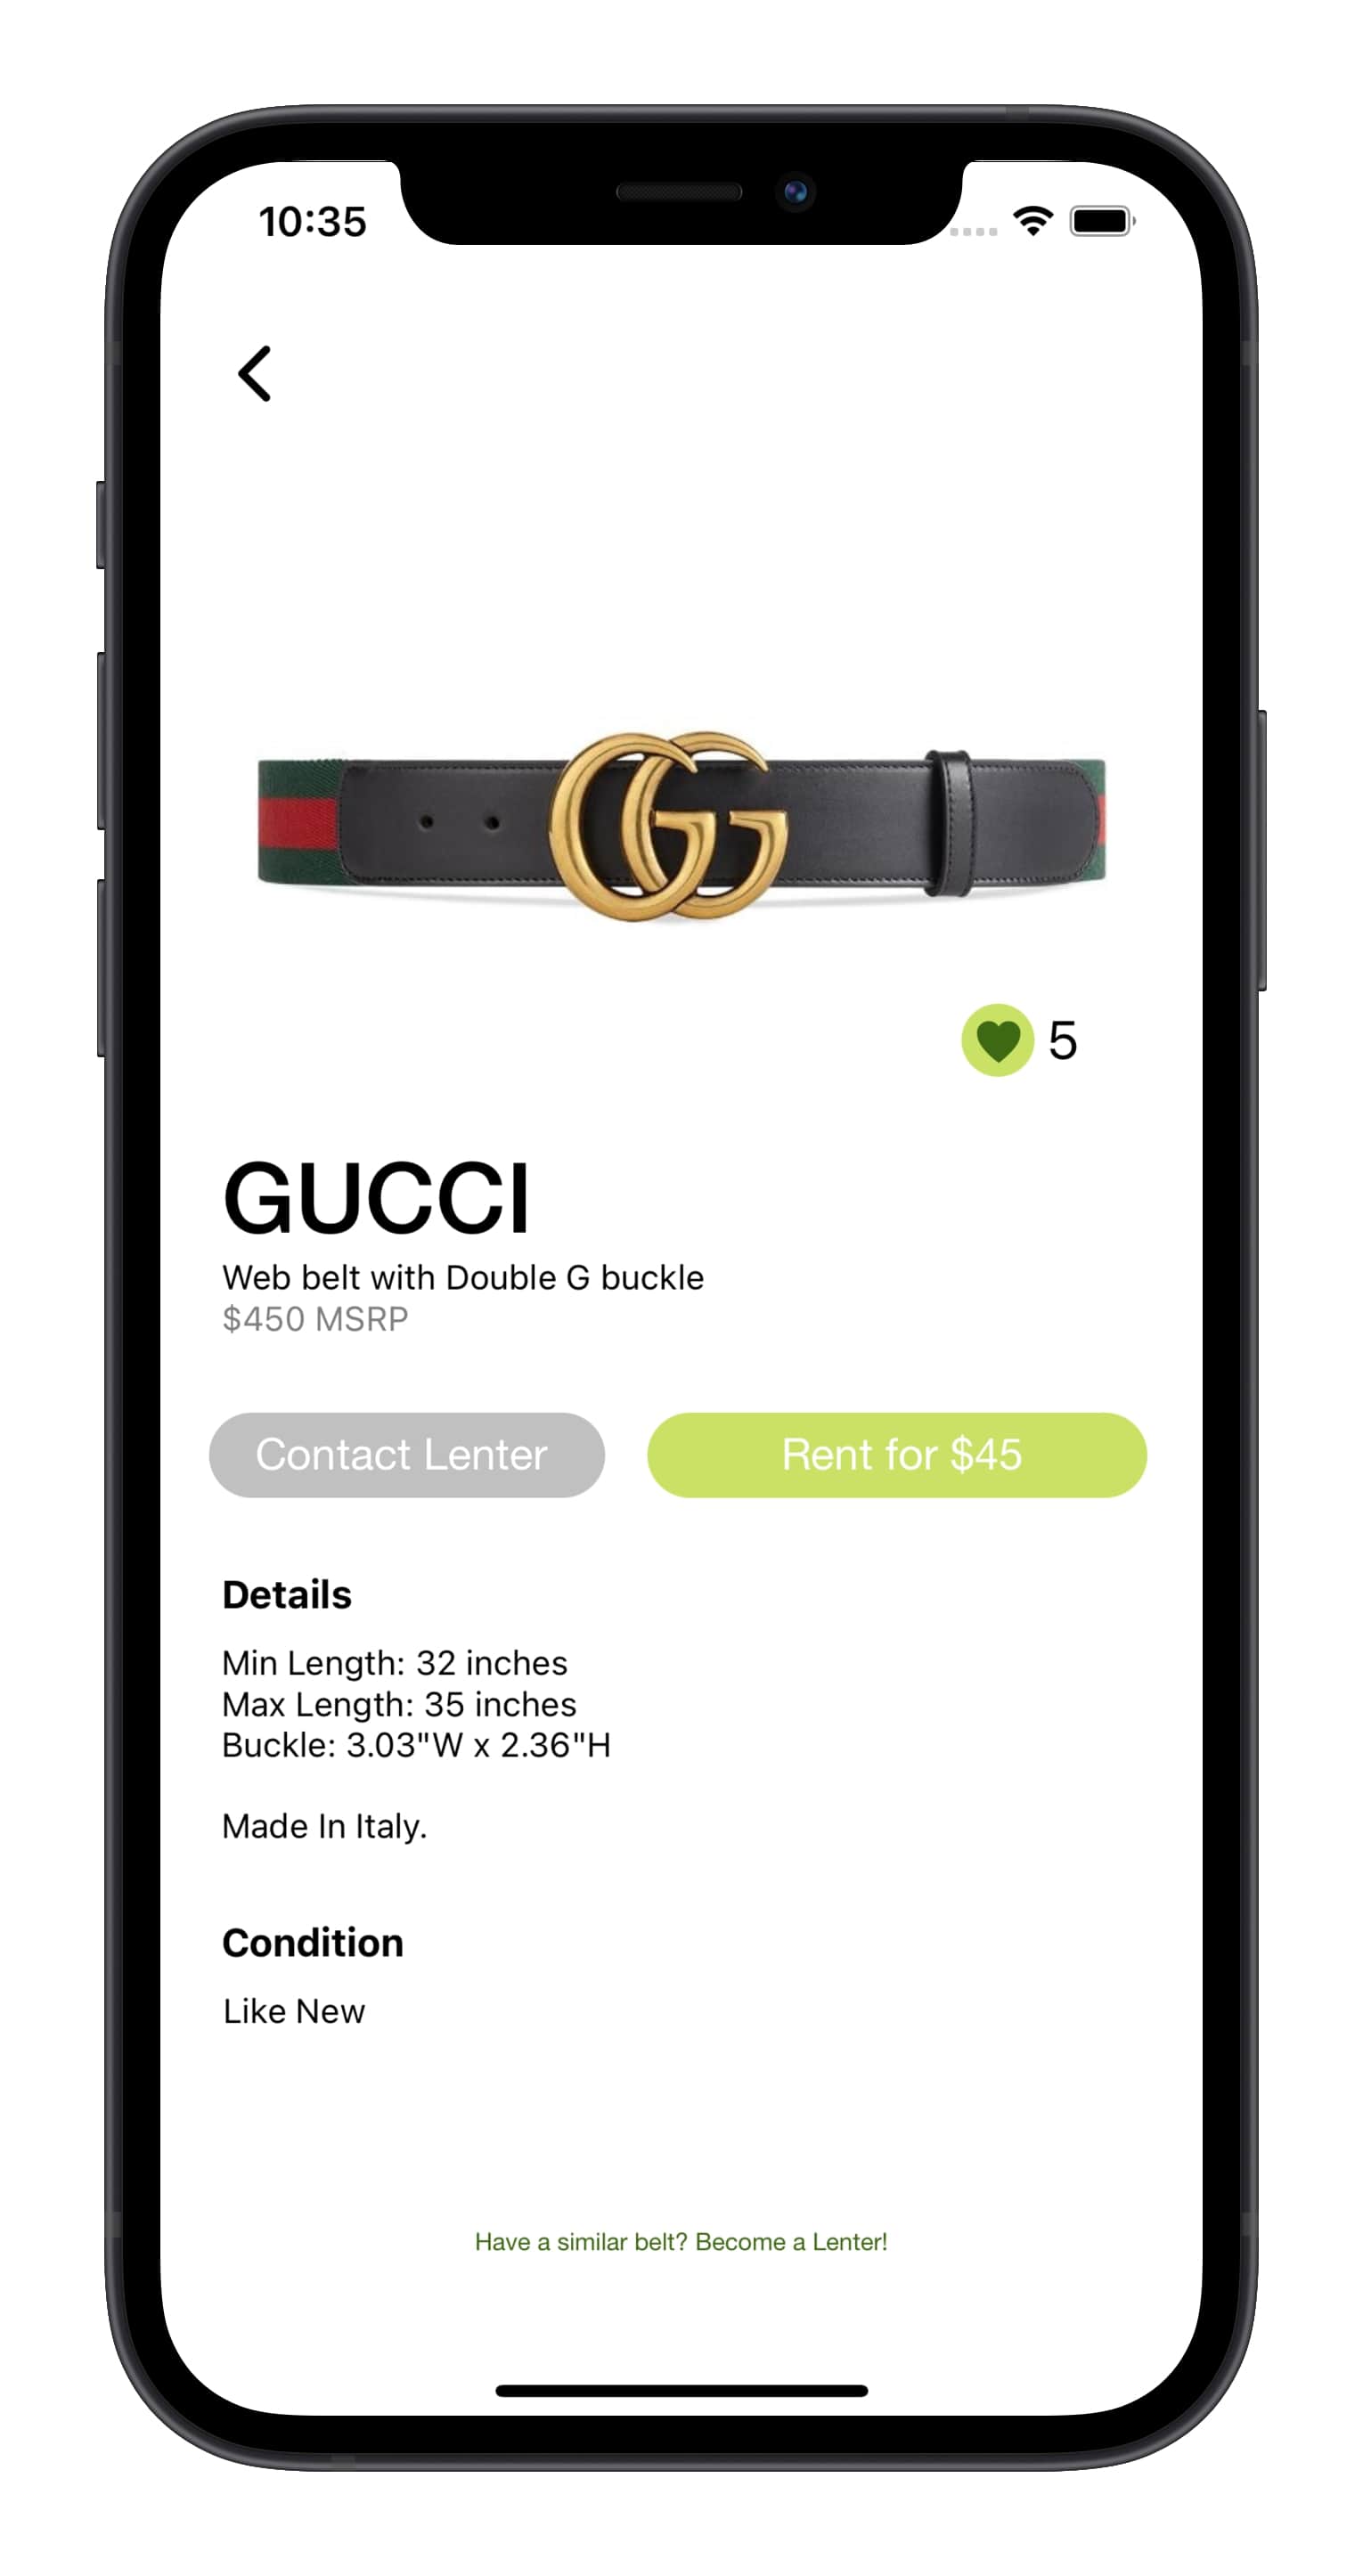 10:35
5
GUCCI
Web belt with Double G buckle
$450 MSRP
Contact Lenter
Rent for $45
Details
Min Length: 32 inches
Max Length: 35 inches
Buckle: 3.03"W x 2.36"H
Made In Italy.
Condition
Like New
Have a similar belt? Become a Lenter!